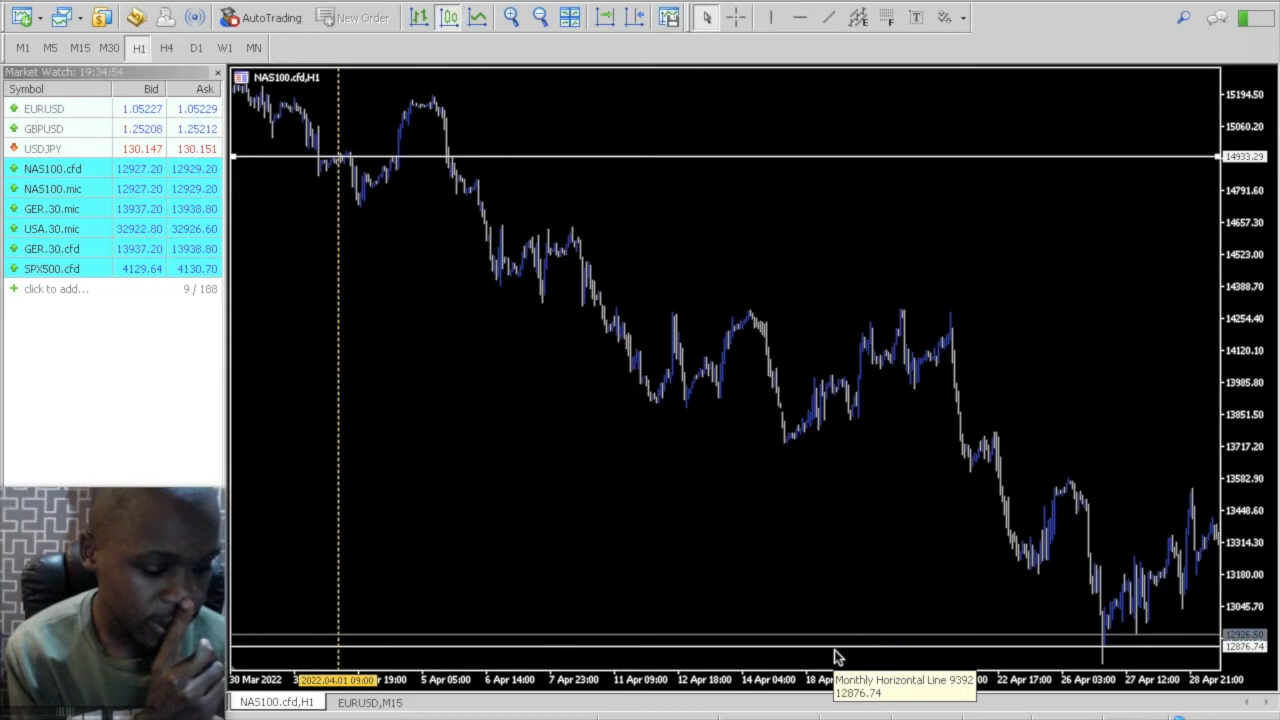 AutoTrading New Order
M1 M5 M15 M30 H1 H4 D1 W1 MN
Market Watch: 19:34:54
Symbol Bid Ask
EURUSD 1.05227 1.05229
GBPUSD 1.25208 1.25212
USDJPY 130.147 130.151
NAS100.cfd 12927.20 12929.20
NAS100.mic 12927.20 12929.20
GER.30.mic 13937.20 13938.80
USA.30.mic 32922.80 32926.60
GER.30.cfd 13937.20 13938.80
SPX500.cfd 4129.64 4130.70
click to add... 9 / 188
NAS100.cfd,H1
15194.50
15060.20
14933.29
14791.60
14657.30
14523.00
14388.70
14254.40
14120.10
13985.80
13851.50
13717.20
13582.90
13448.60
13314.30
13180.00
13045.70
12926.50
12876.74
30 Mar 2022 3 2022.04.01 09:00 r 19:00 5 Apr 05:00 6 Apr 15:00 7 Apr 23:00 11 Apr 09:00 12 Apr 18:00 14 Apr 04:00 18 Ap 22 Apr 17:00 26 Apr 03:00 27 Apr 12:00 28 Apr 21:00
Monthly Horizontal Line 9392
12876.74
NAS100.cfd,H1 EURUSD,M15